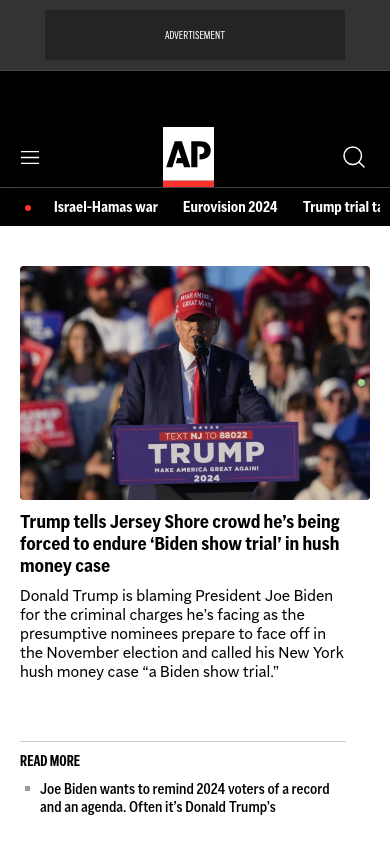 ADVERTISEMENT
AP
Israel-Hamas war Eurovision 2024 Trump trial ta
MAKE AMERICA
GREAT AGAIN
TEXT NJ TO 88022
TRUMP
MAKE AMERICA GREAT AGAIN!
2024
Trump tells Jersey Shore crowd he’s being
forced to endure ‘Biden show trial’ in hush
money case
Donald Trump is blaming President Joe Biden
for the criminal charges he’s facing as the
presumptive nominees prepare to face off in
the November election and called his New York
hush money case “a Biden show trial.”
READ MORE
Joe Biden wants to remind 2024 voters of a record
and an agenda. Often it’s Donald Trump’s